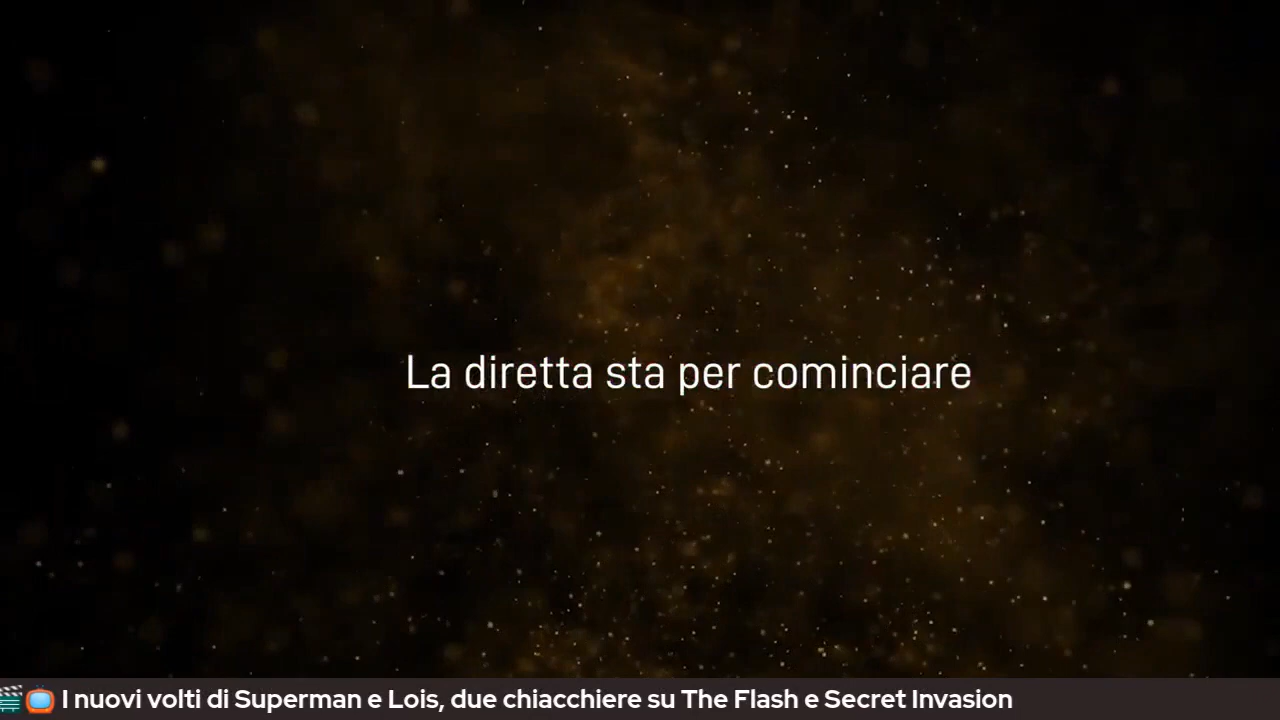 La diretta sta per cominciare
🎬📺 I nuovi volti di Superman e Lois, due chiacchiere su The Flash e Secret Invasion